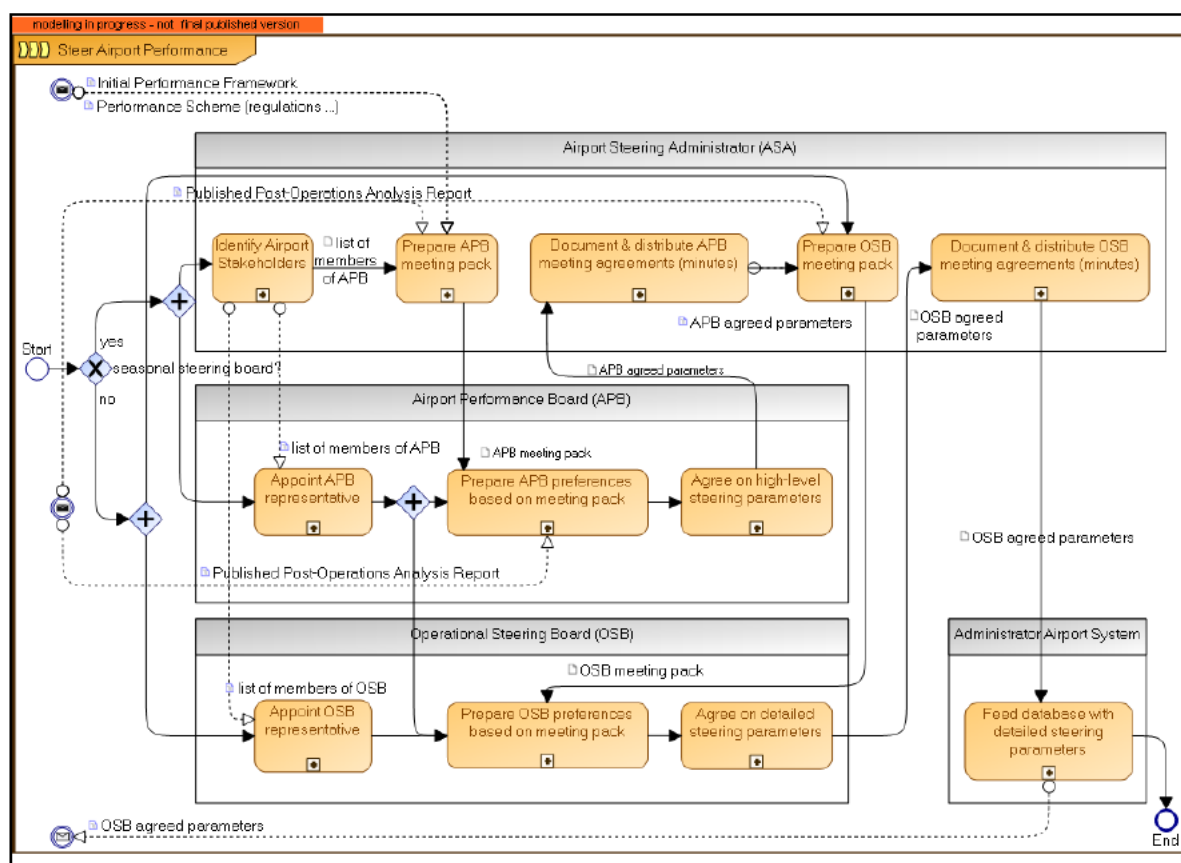 modelling in progress - not final published version
Steer Airport Performance
Initial Performance Framework
Performance Scheme (regulations ...)
Airport Steering Administrator (ASA)
Published Post-Operations Analysis Report
Identify Airport
Stakeholders
list of
members
of APB
Prepare APB
meeting pack
Document & distribute APB
meeting agreements (minutes)
Prepare OSB
meeting pack
Document & distribute OSB
meeting agreements (minutes)
APB agreed parameters
OSB agreed
parameters
Start
yes
seasonal steering board?
no
APB agreed parameters
Airport Performance Board (APB)
list of members of APB
APB meeting pack
Appoint APB
representative
Prepare APB preferences
based on meeting pack
Agree on high-level
steering parameters
OSB agreed parameters
Published Post-Operations Analysis Report
Operational Steering Board (OSB)
Administrator Airport System
OSB meeting pack
list of members of OSB
Appoint OSB
representative
Prepare OSB preferences
based on meeting pack
Agree on detailed
steering parameters
Feed database with
detailed steering
parameters
OSB agreed parameters
End